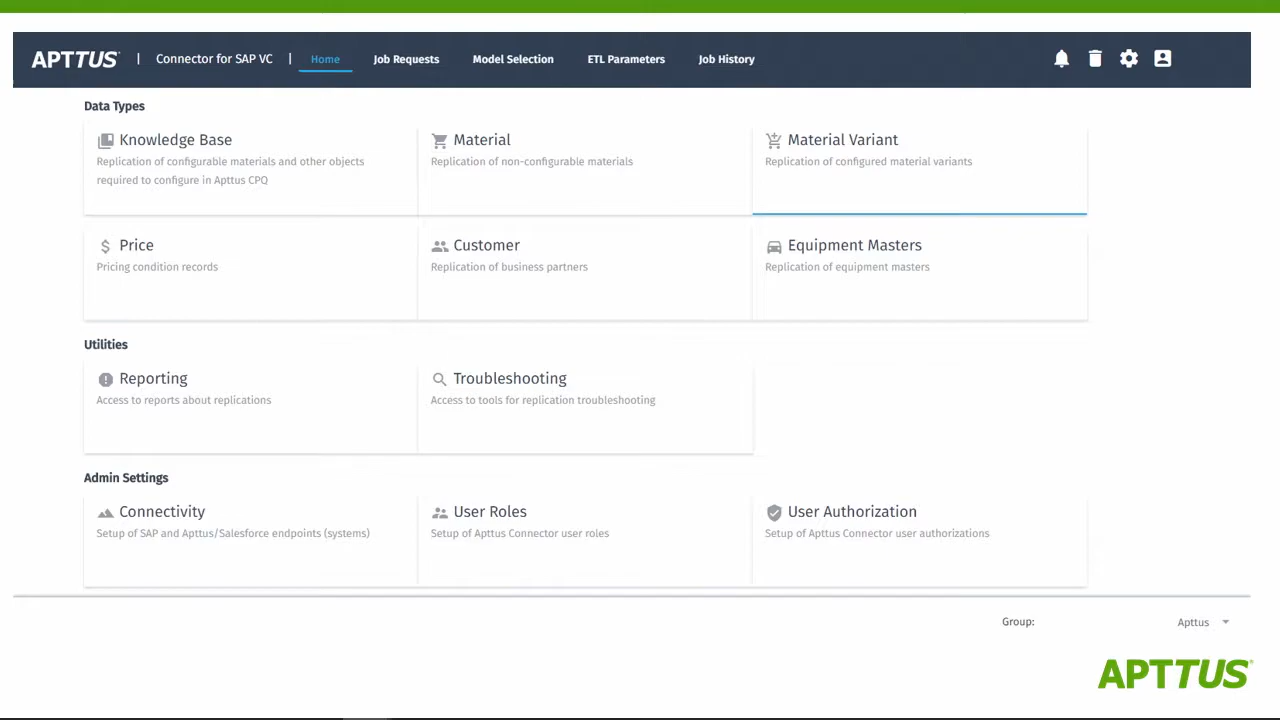 APTTUS | Connector for SAP VC | Home Job Requests Model Selection ETL Parameters Job History
Data Types
Knowledge Base
Replication of configurable materials and other objects
required to configure in Apttus CPQ
Material
Replication of non-configurable materials
Material Variant
Replication of configured material variants
Price
Pricing condition records
Customer
Replication of business partners
Equipment Masters
Replication of equipment masters
Utilities
Reporting
Access to reports about replications
Troubleshooting
Access to tools for replication troubleshooting
Admin Settings
Connectivity
Setup of SAP and Apttus/Salesforce endpoints (systems)
User Roles
Setup of Apttus Connector user roles
User Authorization
Setup of Apttus Connector user authorizations
Group: Apttus
APTTUS®